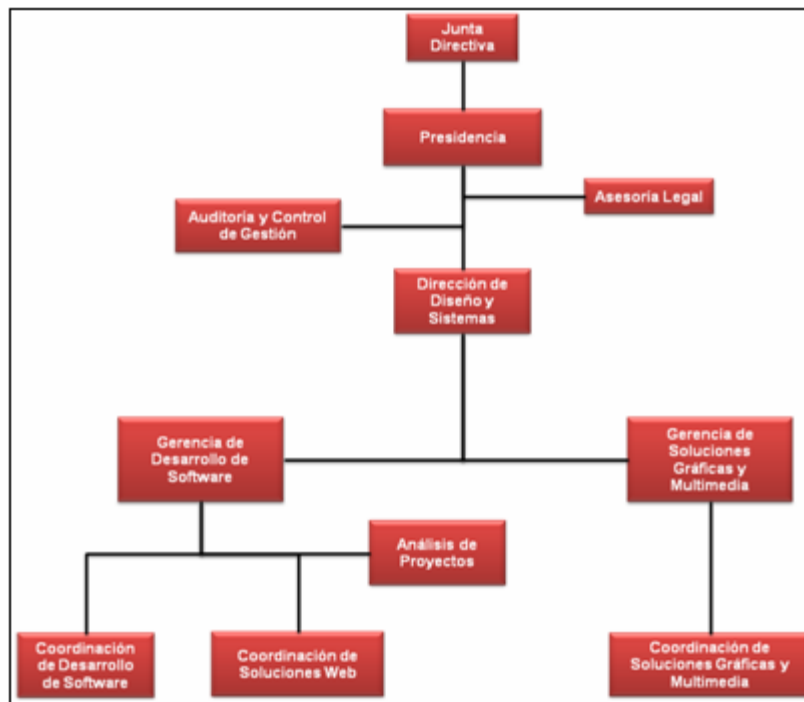 Junta
Directiva
Presidencia
Asesoría Legal
Auditoria y Control
de Gestión
Dirección de
Diseño y
Sistemas
Gerencia de
Desarrollo de
Software
Gerencia de
Soluciones
Gráficas y
Multimedia
Análisis de
Proyectos
Coordinación
de Desarrollo
de Software
Coordinación de
Soluciones Web
Coordinación de
Soluciones Gráficas y
Multimedia